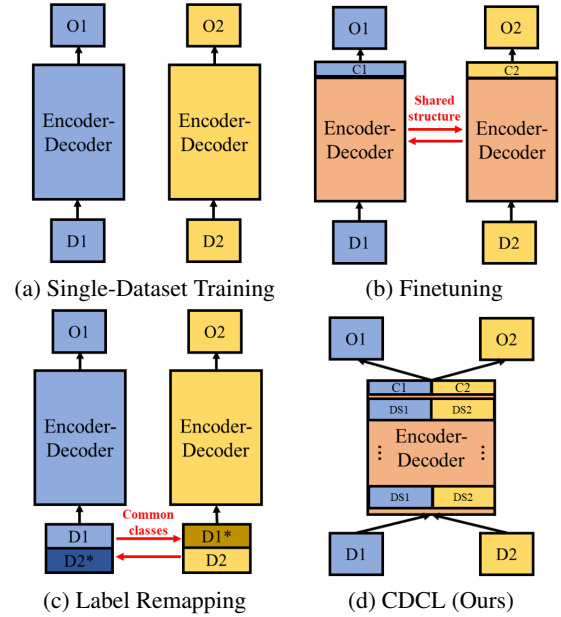 O1
O2
Encoder-
Decoder
Encoder-
Decoder
D1
D2
(a) Single-Dataset Training
O1
O2
C1
C2
Encoder-
Decoder
Shared
structure
Encoder-
Decoder
D1
D2
(b) Finetuning
O1
O2
Encoder-
Decoder
Encoder-
Decoder
D1
D2*
Common
classes
D1*
D2
(c) Label Remapping
O1
O2
C1
C2
DS1
DS2
Encoder-
Decoder
DS1
DS2
D1
D2
(d) CDCL (Ours)